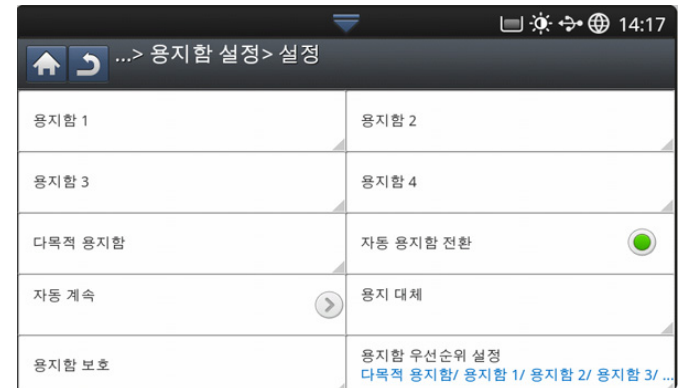 14:17
...> 용지함 설정> 설정
용지함 1
용지함 2
용지함 3
용지함 4
다목적 용지함
자동 용지함 전환
자동 계속
용지 대체
용지함 보호
용지함 우선순위 설정
다목적 용지함/ 용지함 1/ 용지함 2/ 용지함 3/ ...